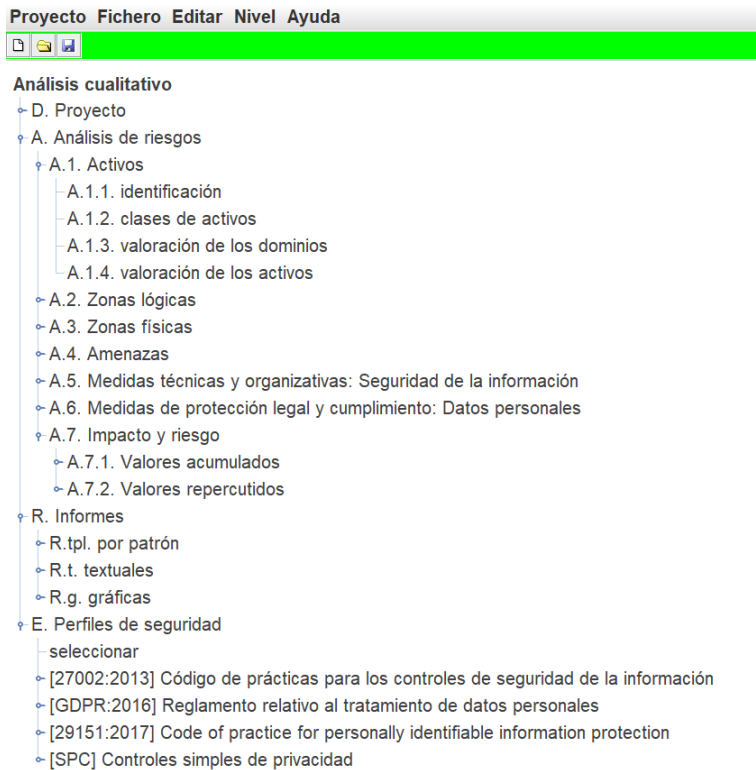 Proyecto Fichero Editar Nivel Ayuda
Análisis cualitativo
D. Proyecto
A. Análisis de riesgos
A.1. Activos
A.1.1. identificación
A.1.2. clases de activos
A.1.3. valoración de los dominios
A.1.4. valoración de los activos
A.2. Zonas lógicas
A.3. Zonas físicas
A.4. Amenazas
A.5. Medidas técnicas y organizativas: Seguridad de la información
A.6. Medidas de protección legal y cumplimiento: Datos personales
A.7. Impacto y riesgo
A.7.1. Valores acumulados
A.7.2. Valores repercutidos
R. Informes
R.tpl. por patrón
R.t. textuales
R.g. gráficas
E. Perfiles de seguridad
seleccionar
[27002:2013] Código de prácticas para los controles de seguridad de la información
[GDPR:2016] Reglamento relativo al tratamiento de datos personales
[29151:2017] Code of practice for personally identifiable information protection
[SPC] Controles simples de privacidad